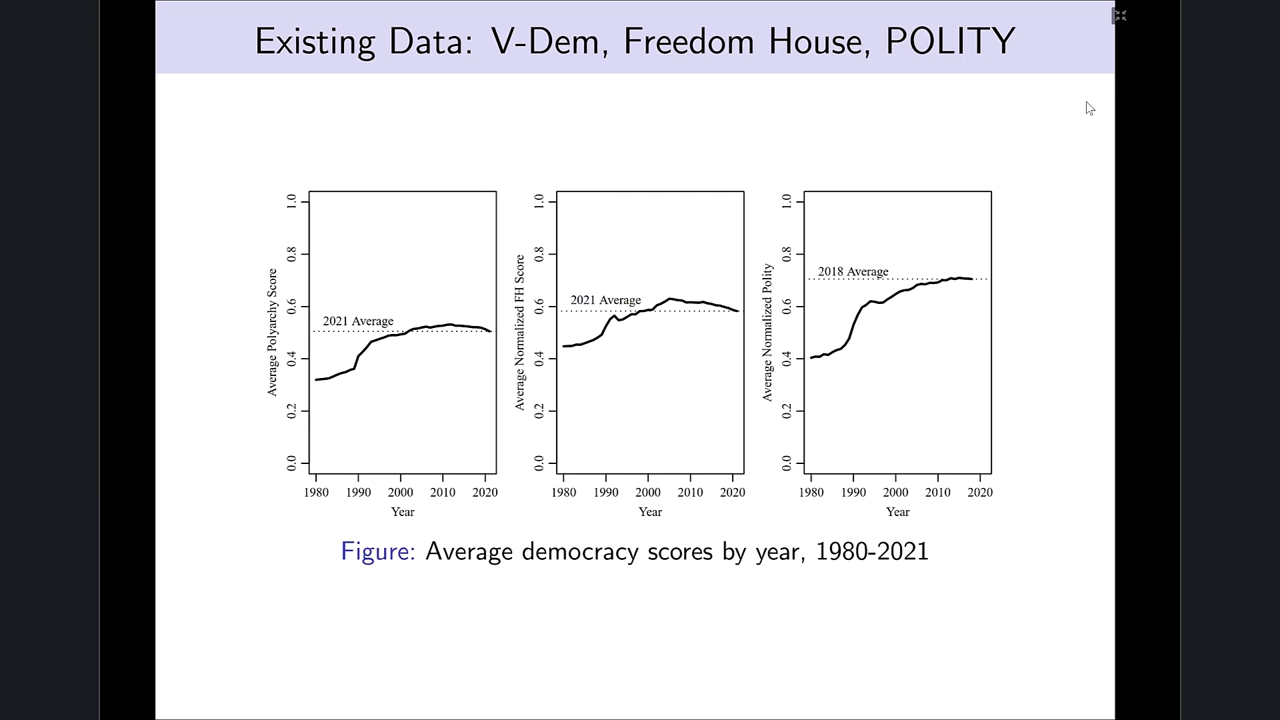 Existing Data: V-Dem, Freedom House, POLITY
Average Polyarchy Score
1.0
0.8
0.6
0.4
0.2
0.0
2021 Average
1980 1990 2000 2010 2020
Year
Average Normalized FH Score
1.0
0.8
0.6
0.4
0.2
0.0
2021 Average
1980 1990 2000 2010 2020
Year
Average Normalized Polity
1.0
0.8
0.6
0.4
0.2
0.0
2018 Average
1980 1990 2000 2010 2020
Year
Figure: Average democracy scores by year, 1980-2021